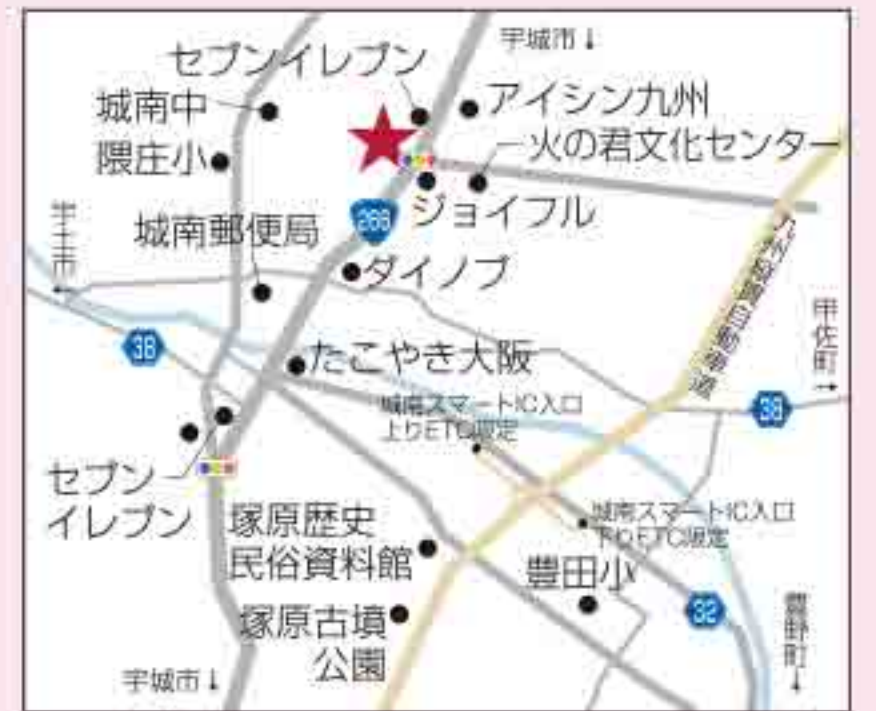 宇城市↓
セブンイレブン
アイシン九州
城南中
火の君文化センター
隈庄小
ジョイフル
266
城南郵便局
宇土市
↓
ダイノブ
九州縦貫自動車道
甲佐町
→
38
たこやき大阪
城南スマートIC入口
上りETC限定
38
セブン
イレブン
塚原歴史
民俗資料館
城南スマートIC入口
下りETC限定
豊田小
32
塚原古墳
公園
豊野町
→
宇城市↓